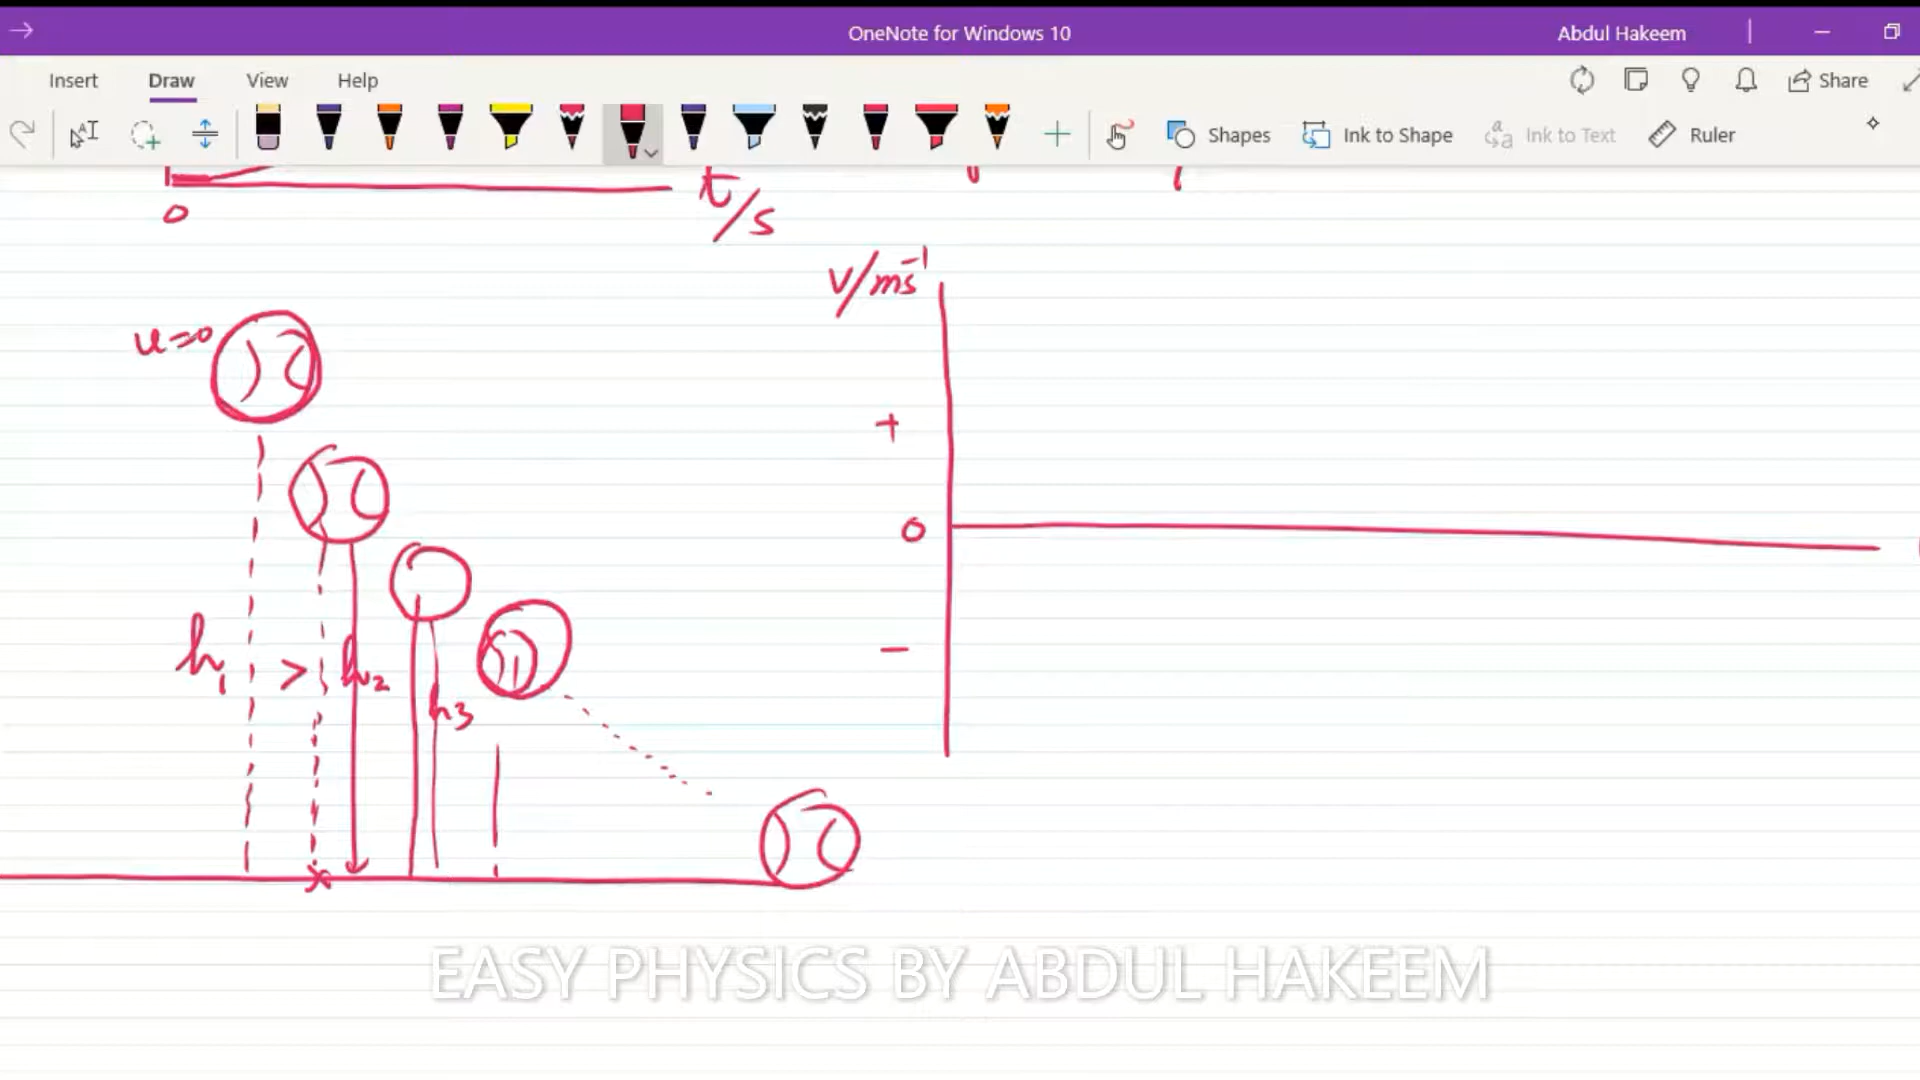 OneNote for Windows 10
Abdul Hakeem
Insert
Draw
View
Help
Share
Shapes
Ink to Shape
Ink to Text
Ruler
t/s
0
v/ms⁻¹
u=0
+
0
−
h₁ > h₂
h₃
EASY PHYSICS BY ABDUL HAKEEM